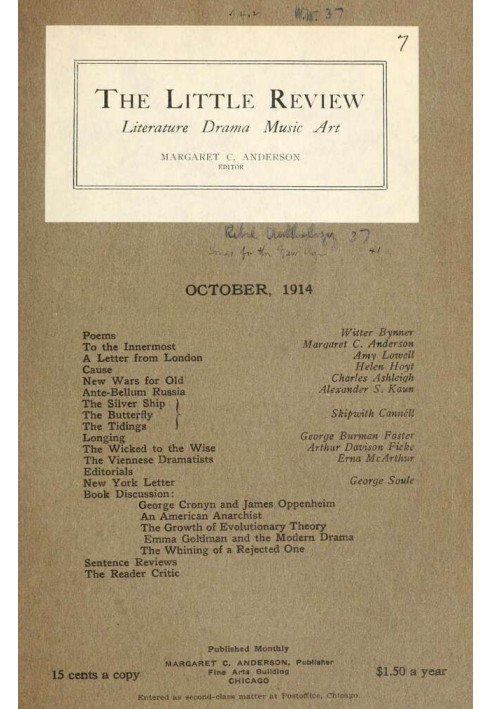 W.W. 37
7
THE LITTLE REVIEW
Literature Drama Music Art
MARGARET C. ANDERSON
EDITOR
37
41
OCTOBER, 1914
Poems Witter Bynner
To the Innermost Margaret C. Anderson
A Letter from London Amy Lowell
Cause Helen Hoyt
New Wars for Old Charles Ashleigh
Ante-Bellum Russia Alexander S. Kaun
The Silver Ship
The Butterfly Skipwith Cannéll
The Tidings
Longing George Burman Foster
The Wicked to the Wise Arthur Davison Ficke
The Viennese Dramatists Erna McArthur
Editorials
New York Letter George Soule
Book Discussion:
George Cronyn and James Oppenheim
An American Anarchist
The Growth of Evolutionary Theory
Emma Goldman and the Modern Drama
The Whining of a Rejected One
Sentence Reviews
The Reader Critic
Published Monthly
15 cents a copy
MARGARET C. ANDERSON, Publisher
Fine Arts Building
CHICAGO
$1.50 a year
Entered as second-class matter at Postoffice, Chicago